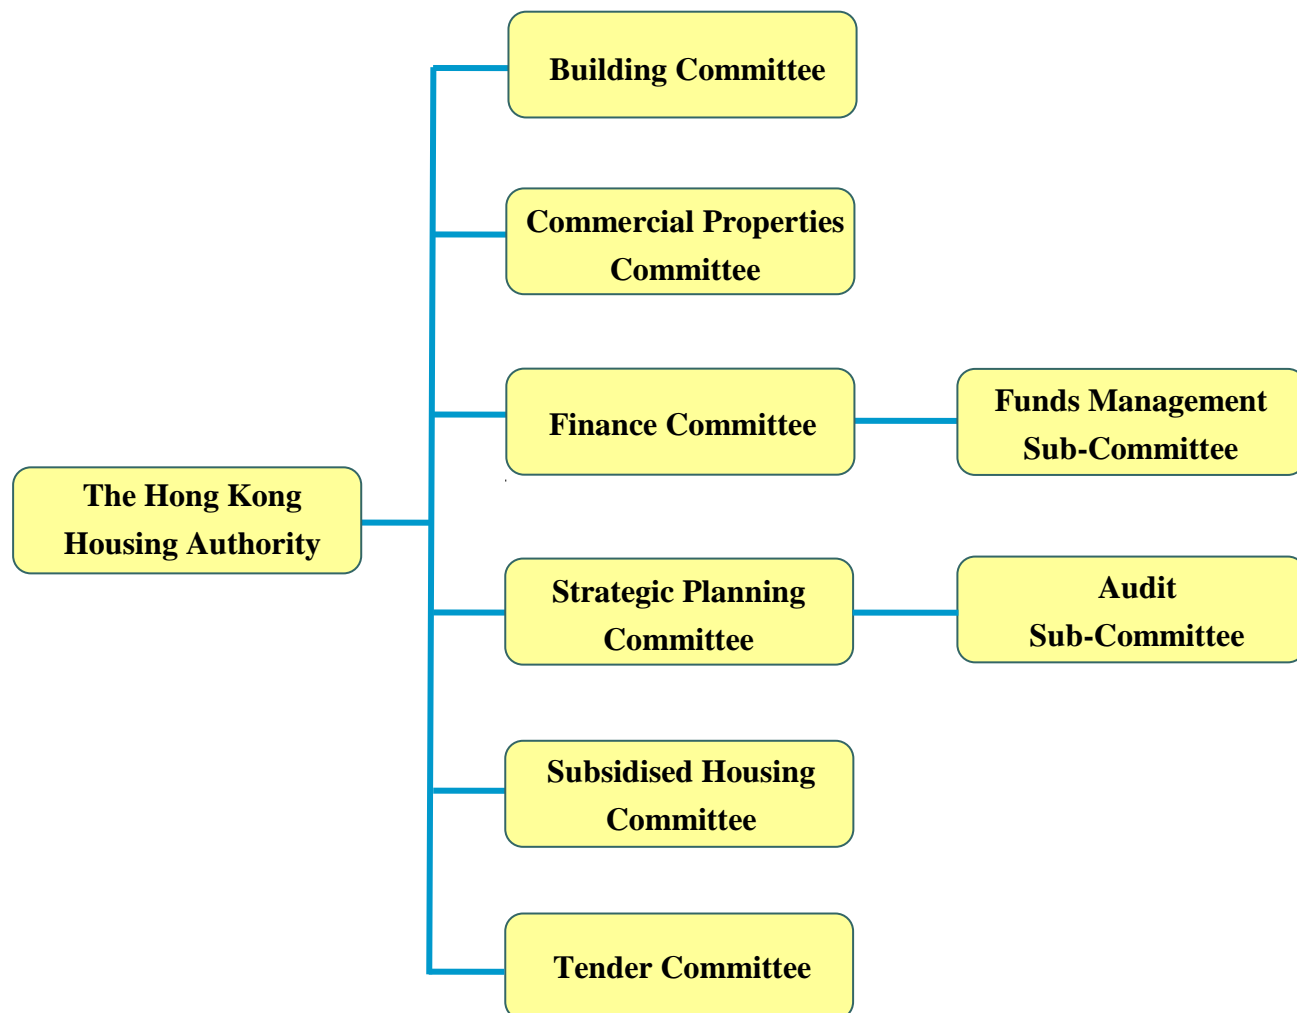 Building Committee
Commercial Properties
Committee
Finance Committee
Funds Management
Sub-Committee
The Hong Kong
Housing Authority
Strategic Planning
Committee
Audit
Sub-Committee
Subsidised Housing
Committee
Tender Committee